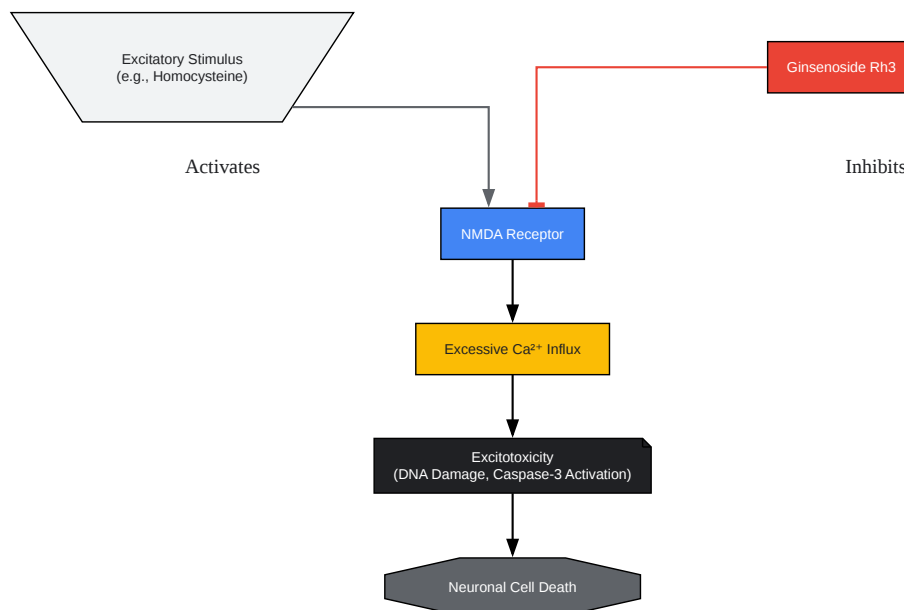 Excitatory Stimulus
(e.g., Homocysteine)
Ginsenoside Rh3
Activates
Inhibits
NMDA Receptor
Excessive Ca²⁺ Influx
Excitotoxicity
(DNA Damage, Caspase-3 Activation)
Neuronal Cell Death